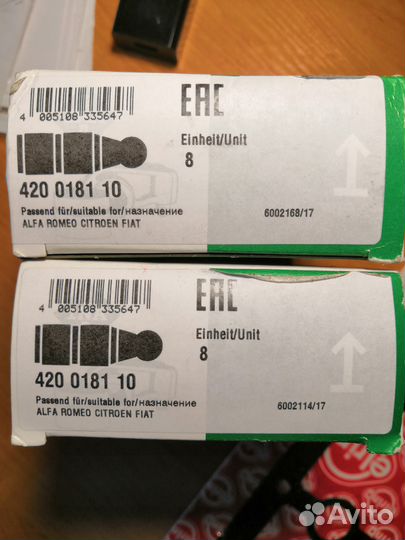 EAC
4 005108 335647
Einheit/Unit
8
420 0181 10
Passend für/suitable for/назначение
ALFA ROMEO CITROEN FIAT
6002168/17
EAC
4 005108 335647
Einheit/Unit
8
420 0181 10
Passend für/suitable for/назначение
ALFA ROMEO CITROEN FIAT
6002114/17
Avito